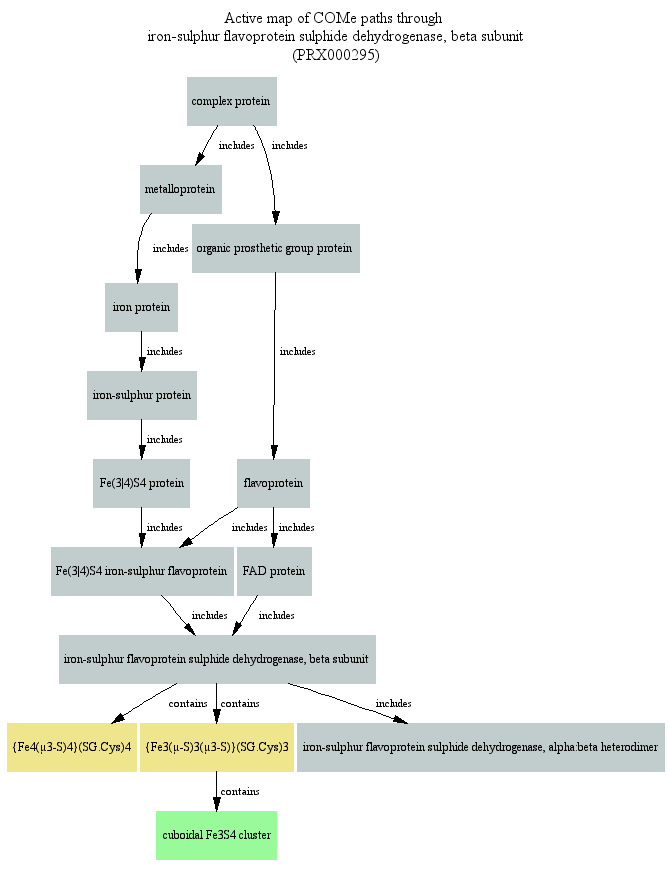 Active map of COMe paths through
iron-sulphur flavoprotein sulphide dehydrogenase, beta subunit
(PRX000295)
complex protein
includes
includes
metalloprotein
includes
organic prosthetic group protein
iron protein
includes
includes
iron-sulphur protein
includes
Fe(3|4)S4 protein
flavoprotein
includes
includes
includes
Fe(3|4)S4 iron-sulphur flavoprotein
FAD protein
includes
includes
iron-sulphur flavoprotein sulphide dehydrogenase, beta subunit
contains
contains
includes
{Fe4(μ3-S)4}(SG.Cys)4
{Fe3(μ-S)3(μ3-S)}(SG.Cys)3
iron-sulphur flavoprotein sulphide dehydrogenase, alpha:beta heterodimer
contains
cuboidal Fe3S4 cluster